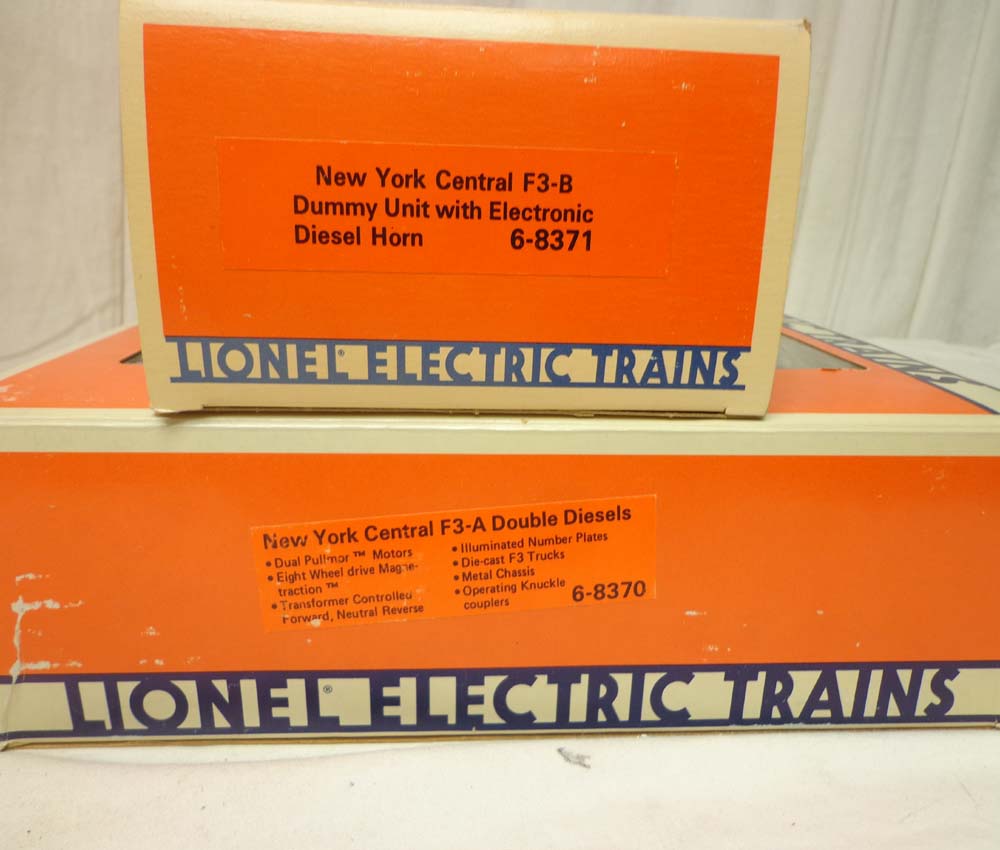 New York Central F3-B
Dummy Unit with Electronic
Diesel Horn 6-8371
LIONEL® ELECTRIC TRAINS
TRAINS
New York Central F3-A Double Diesels
• Dual Pullmor ™ Motors
• Eight Wheel drive Magne-
traction ™
• Transformer Controlled
Forward, Neutral Reverse
• Illuminated Number Plates
• Die-cast F3 Trucks
• Metal Chassis
• Operating Knuckle
couplers
6-8370
LIONEL® ELECTRIC TRAINS